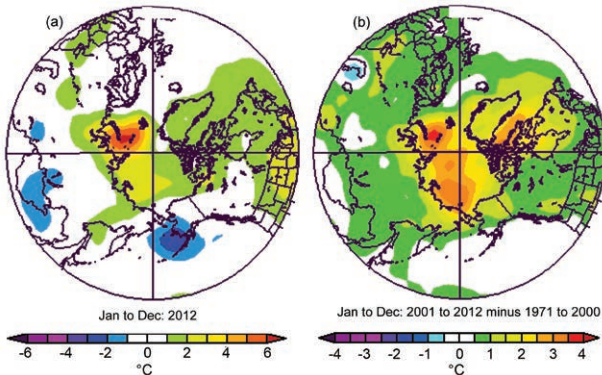 (a)
(b)
Jan to Dec: 2012
Jan to Dec: 2001 to 2012 minus 1971 to 2000
-6 -4 -2 0 2 4 6
°C
-4 -3 -2 -1 0 1 2 3 4
°C